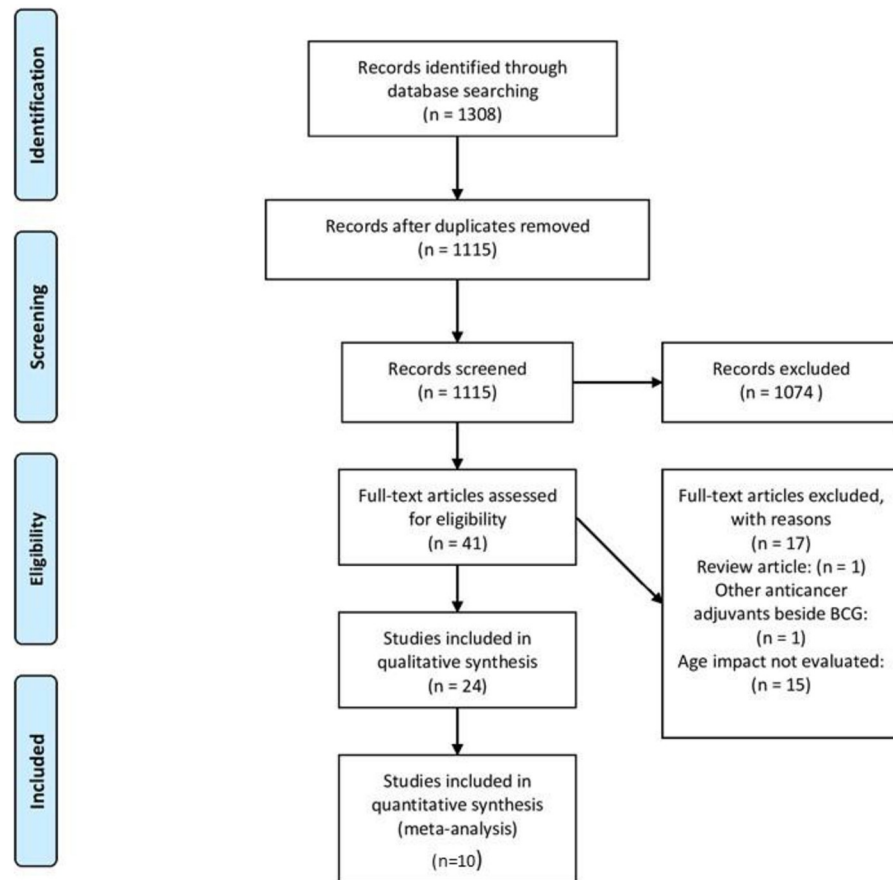 Identification
Records identified through
database searching
(n = 1308)
Records after duplicates removed
(n = 1115)
Screening
Records screened
(n = 1115)
Records excluded
(n = 1074 )
Eligibility
Full-text articles assessed
for eligibility
(n = 41)
Full-text articles excluded,
with reasons
(n = 17)
Review article: (n = 1)
Other anticancer
adjuvants beside BCG:
(n = 1)
Age impact not evaluated:
(n = 15)
Studies included in
qualitative synthesis
(n = 24)
Included
Studies included in
quantitative synthesis
(meta-analysis)
(n=10)